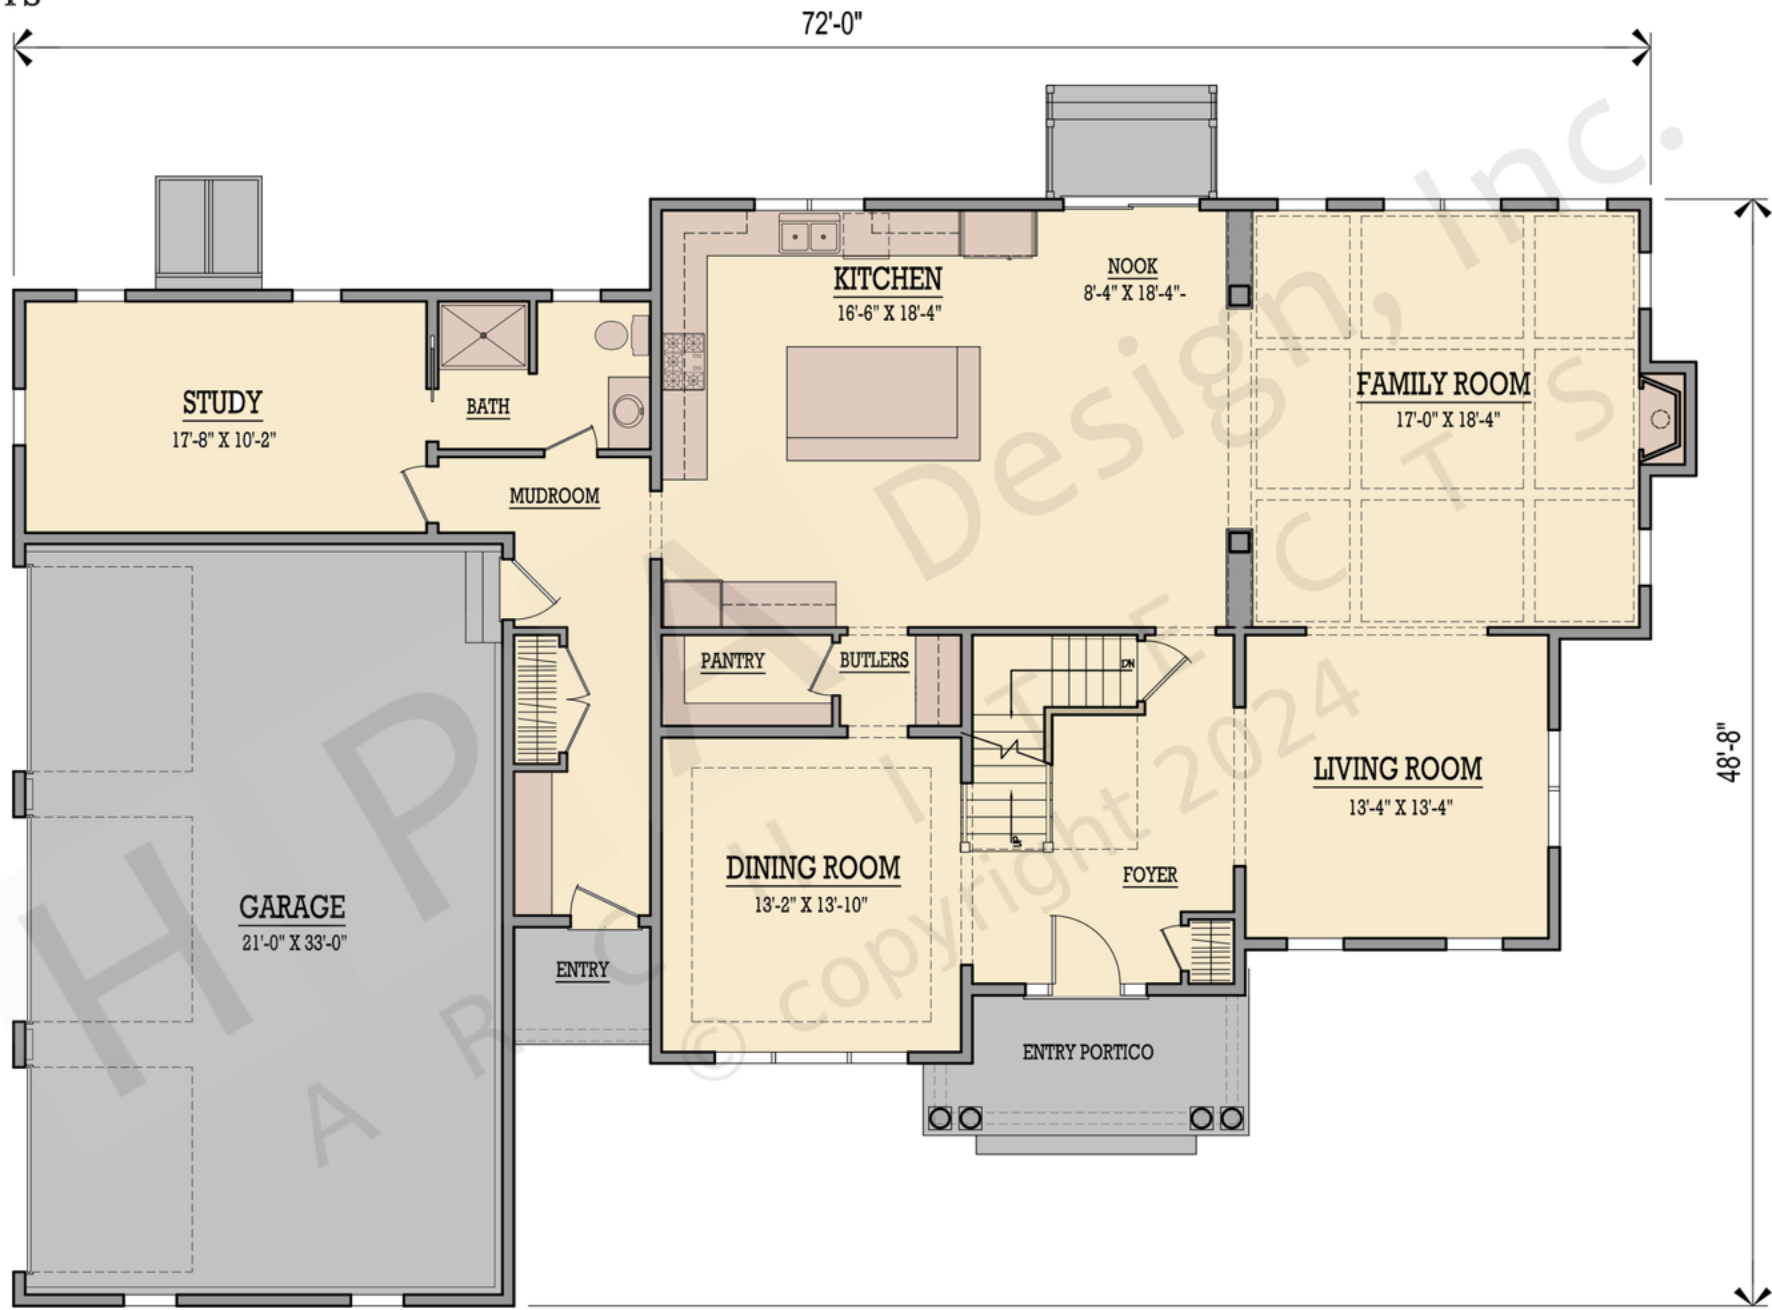 72'-0"
KITCHEN
16'-6" X 18'-4"
NOOK
8'-4" X 18'-4"-
FAMILY ROOM
17'-0" X 18'-4"
STUDY
17'-8" X 10'-2"
BATH
MUDROOM
PANTRY
BUTLERS
DN
48'-8"
LIVING ROOM
13'-4" X 13'-4"
DINING ROOM
13'-2" X 13'-10"
UP
FOYER
GARAGE
21'-0" X 33'-0"
ENTRY
ENTRY PORTICO
HPA Design, Inc.
ARCHITECTS
© copyright 2024